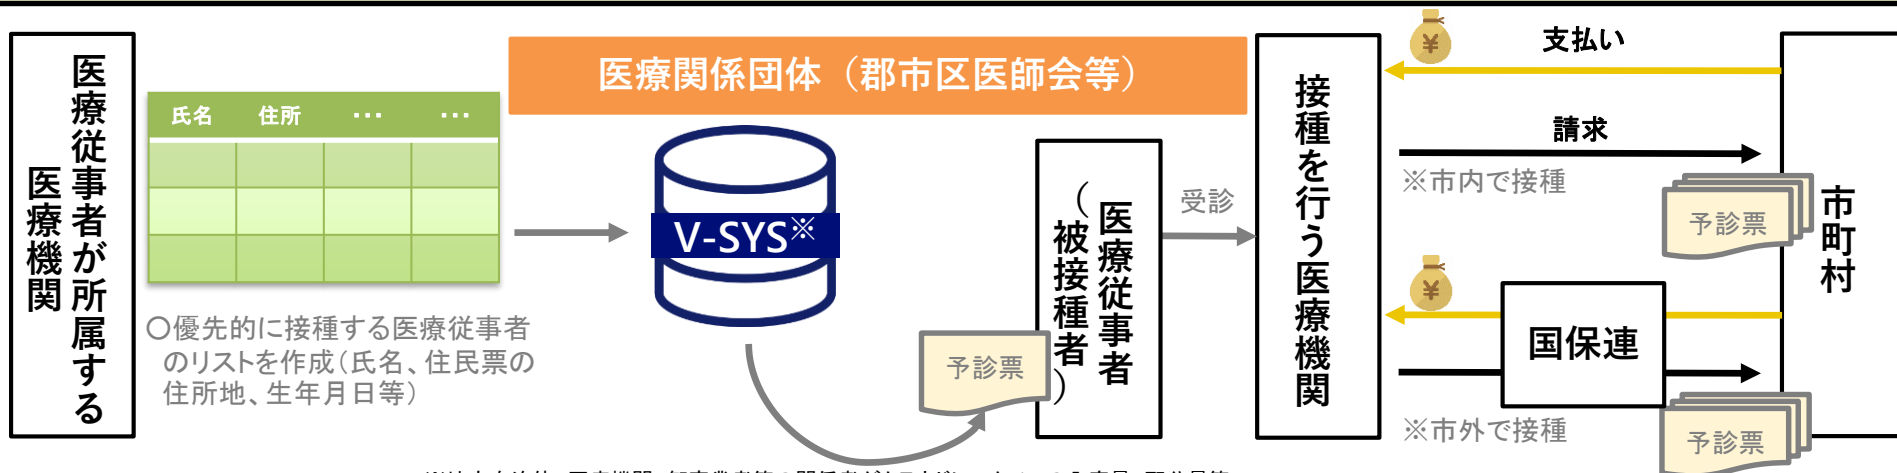 医療従事者が所属する
医療機関
氏名 住所 ・・・ ・・・
〇優先的に接種する医療従事者
のリストを作成(氏名、住民票の
住所地、生年月日等)
医療関係団体（郡市区医師会等）
V-SYS※
予診票
医療従事者
（被接種者）
受診
接種を行う医療機関
支払い
請求
※市内で接種
予診票
国保連
※市外で接種
予診票
市町村